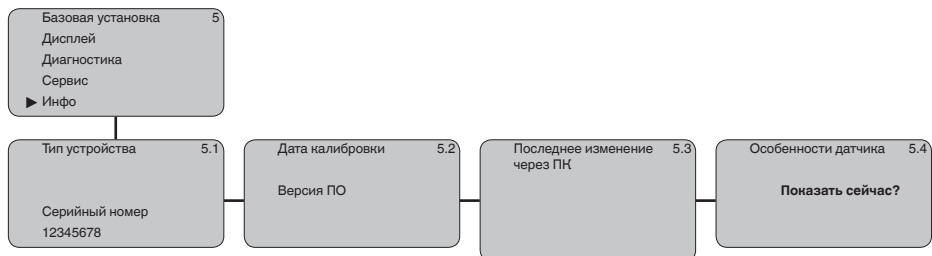 Базовая установка 5
Дисплей
Диагностика
Сервис
▶ Инфо
Тип устройства 5.1
Серийный номер
12345678
Дата калибровки 5.2
Версия ПО
Последнее изменение 5.3
через ПК
Особенности датчика 5.4
Показать сейчас?